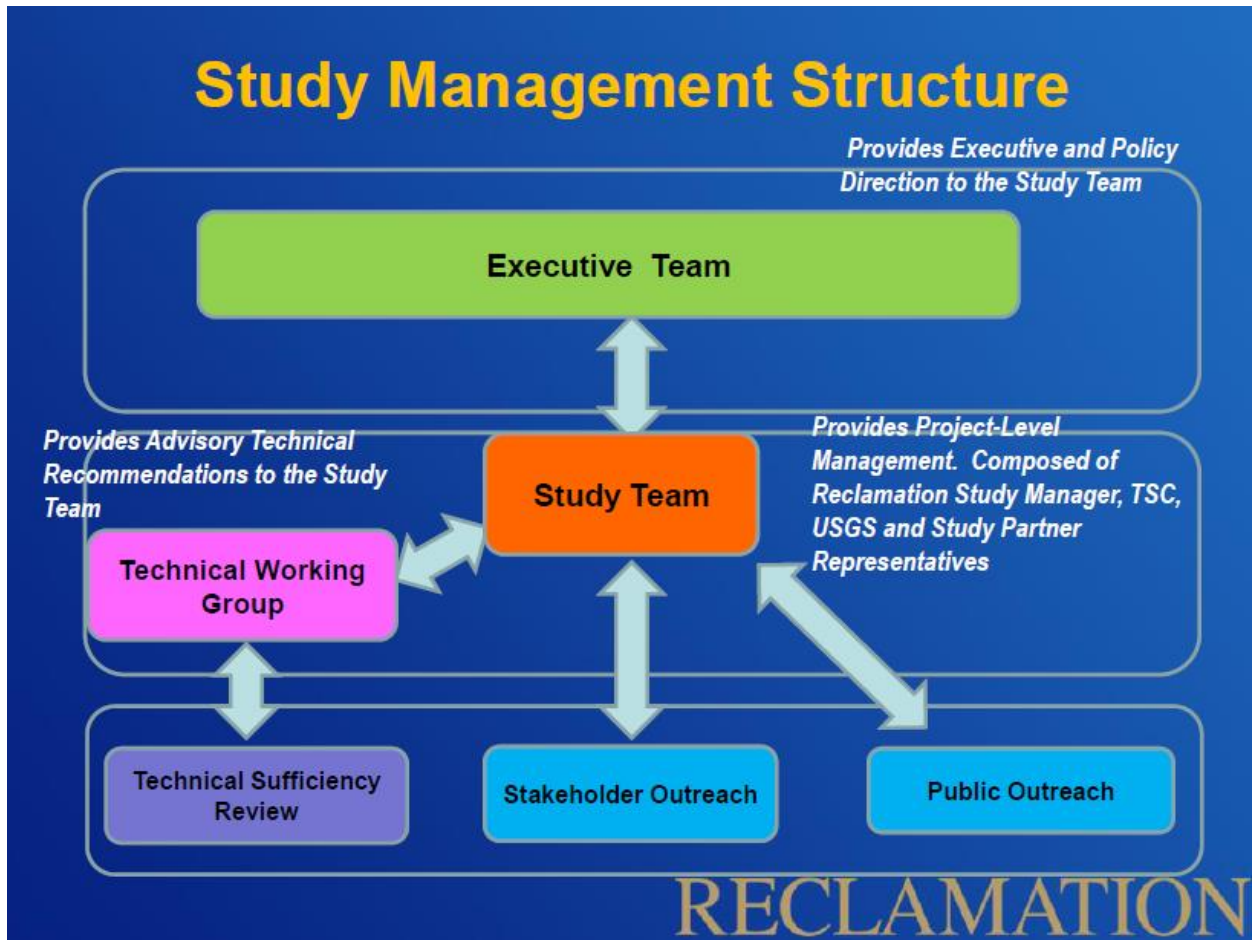 Study Management Structure
Provides Executive and Policy
Direction to the Study Team
Executive Team
Provides Advisory Technical
Recommendations to the Study
Team
Study Team
Provides Project-Level
Management. Composed of
Reclamation Study Manager, TSC,
USGS and Study Partner
Representatives
Technical Working
Group
Technical Sufficiency
Review
Stakeholder Outreach
Public Outreach
RECLAMATION